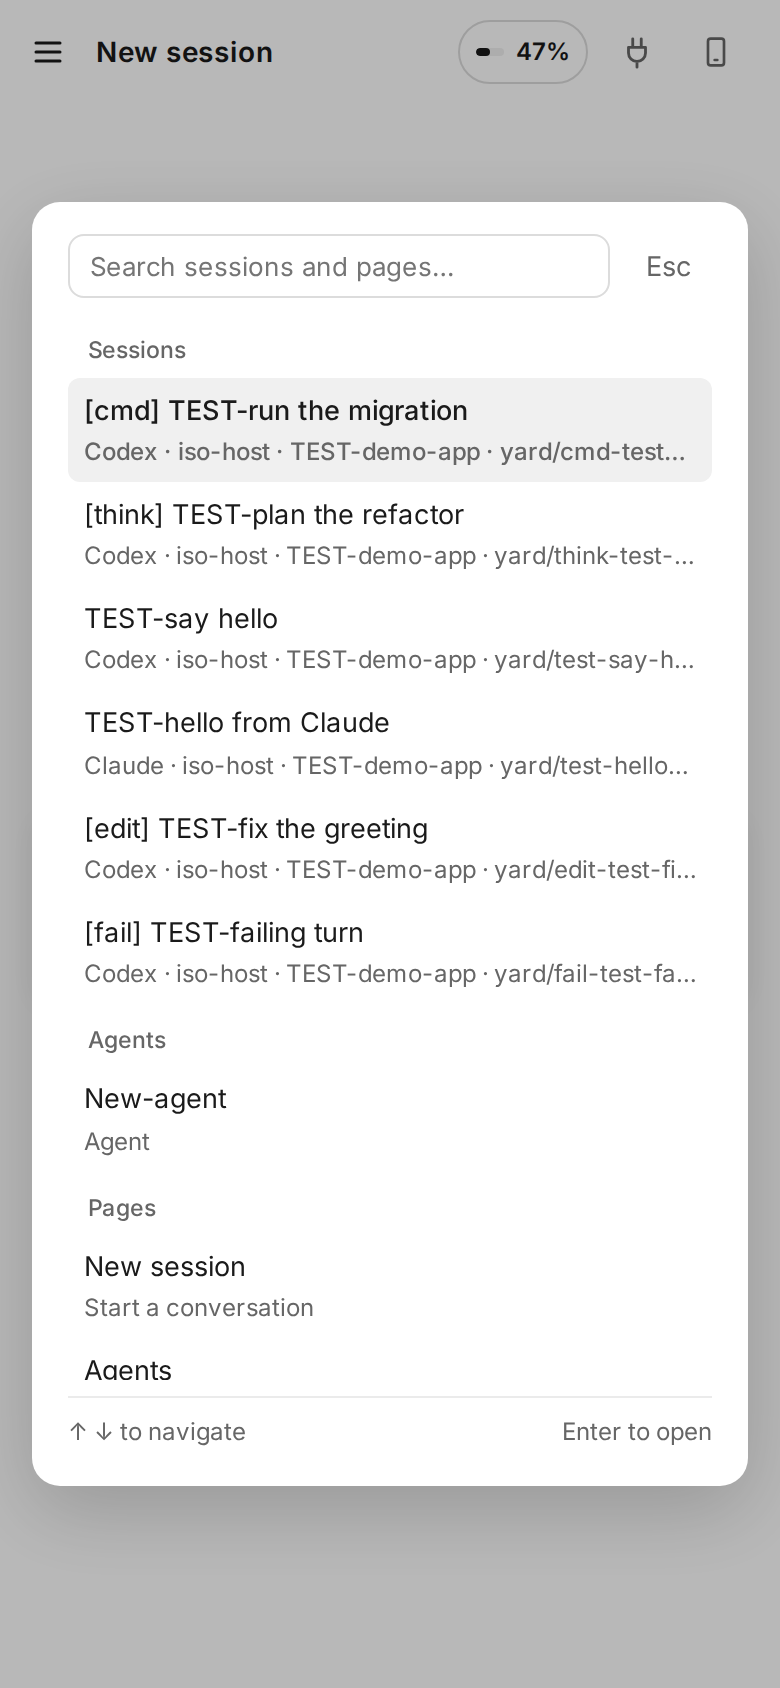 New session
47%
Search sessions and pages...
Esc
Sessions
[cmd] TEST-run the migration
Codex · iso-host · TEST-demo-app · yard/cmd-test...
[think] TEST-plan the refactor
Codex · iso-host · TEST-demo-app · yard/think-test-...
TEST-say hello
Codex · iso-host · TEST-demo-app · yard/test-say-h...
TEST-hello from Claude
Claude · iso-host · TEST-demo-app · yard/test-hello...
[edit] TEST-fix the greeting
Codex · iso-host · TEST-demo-app · yard/edit-test-fi...
[fail] TEST-failing turn
Codex · iso-host · TEST-demo-app · yard/fail-test-fa...
Agents
New-agent
Agent
Pages
New session
Start a conversation
Agents
↑ ↓ to navigate
Enter to open